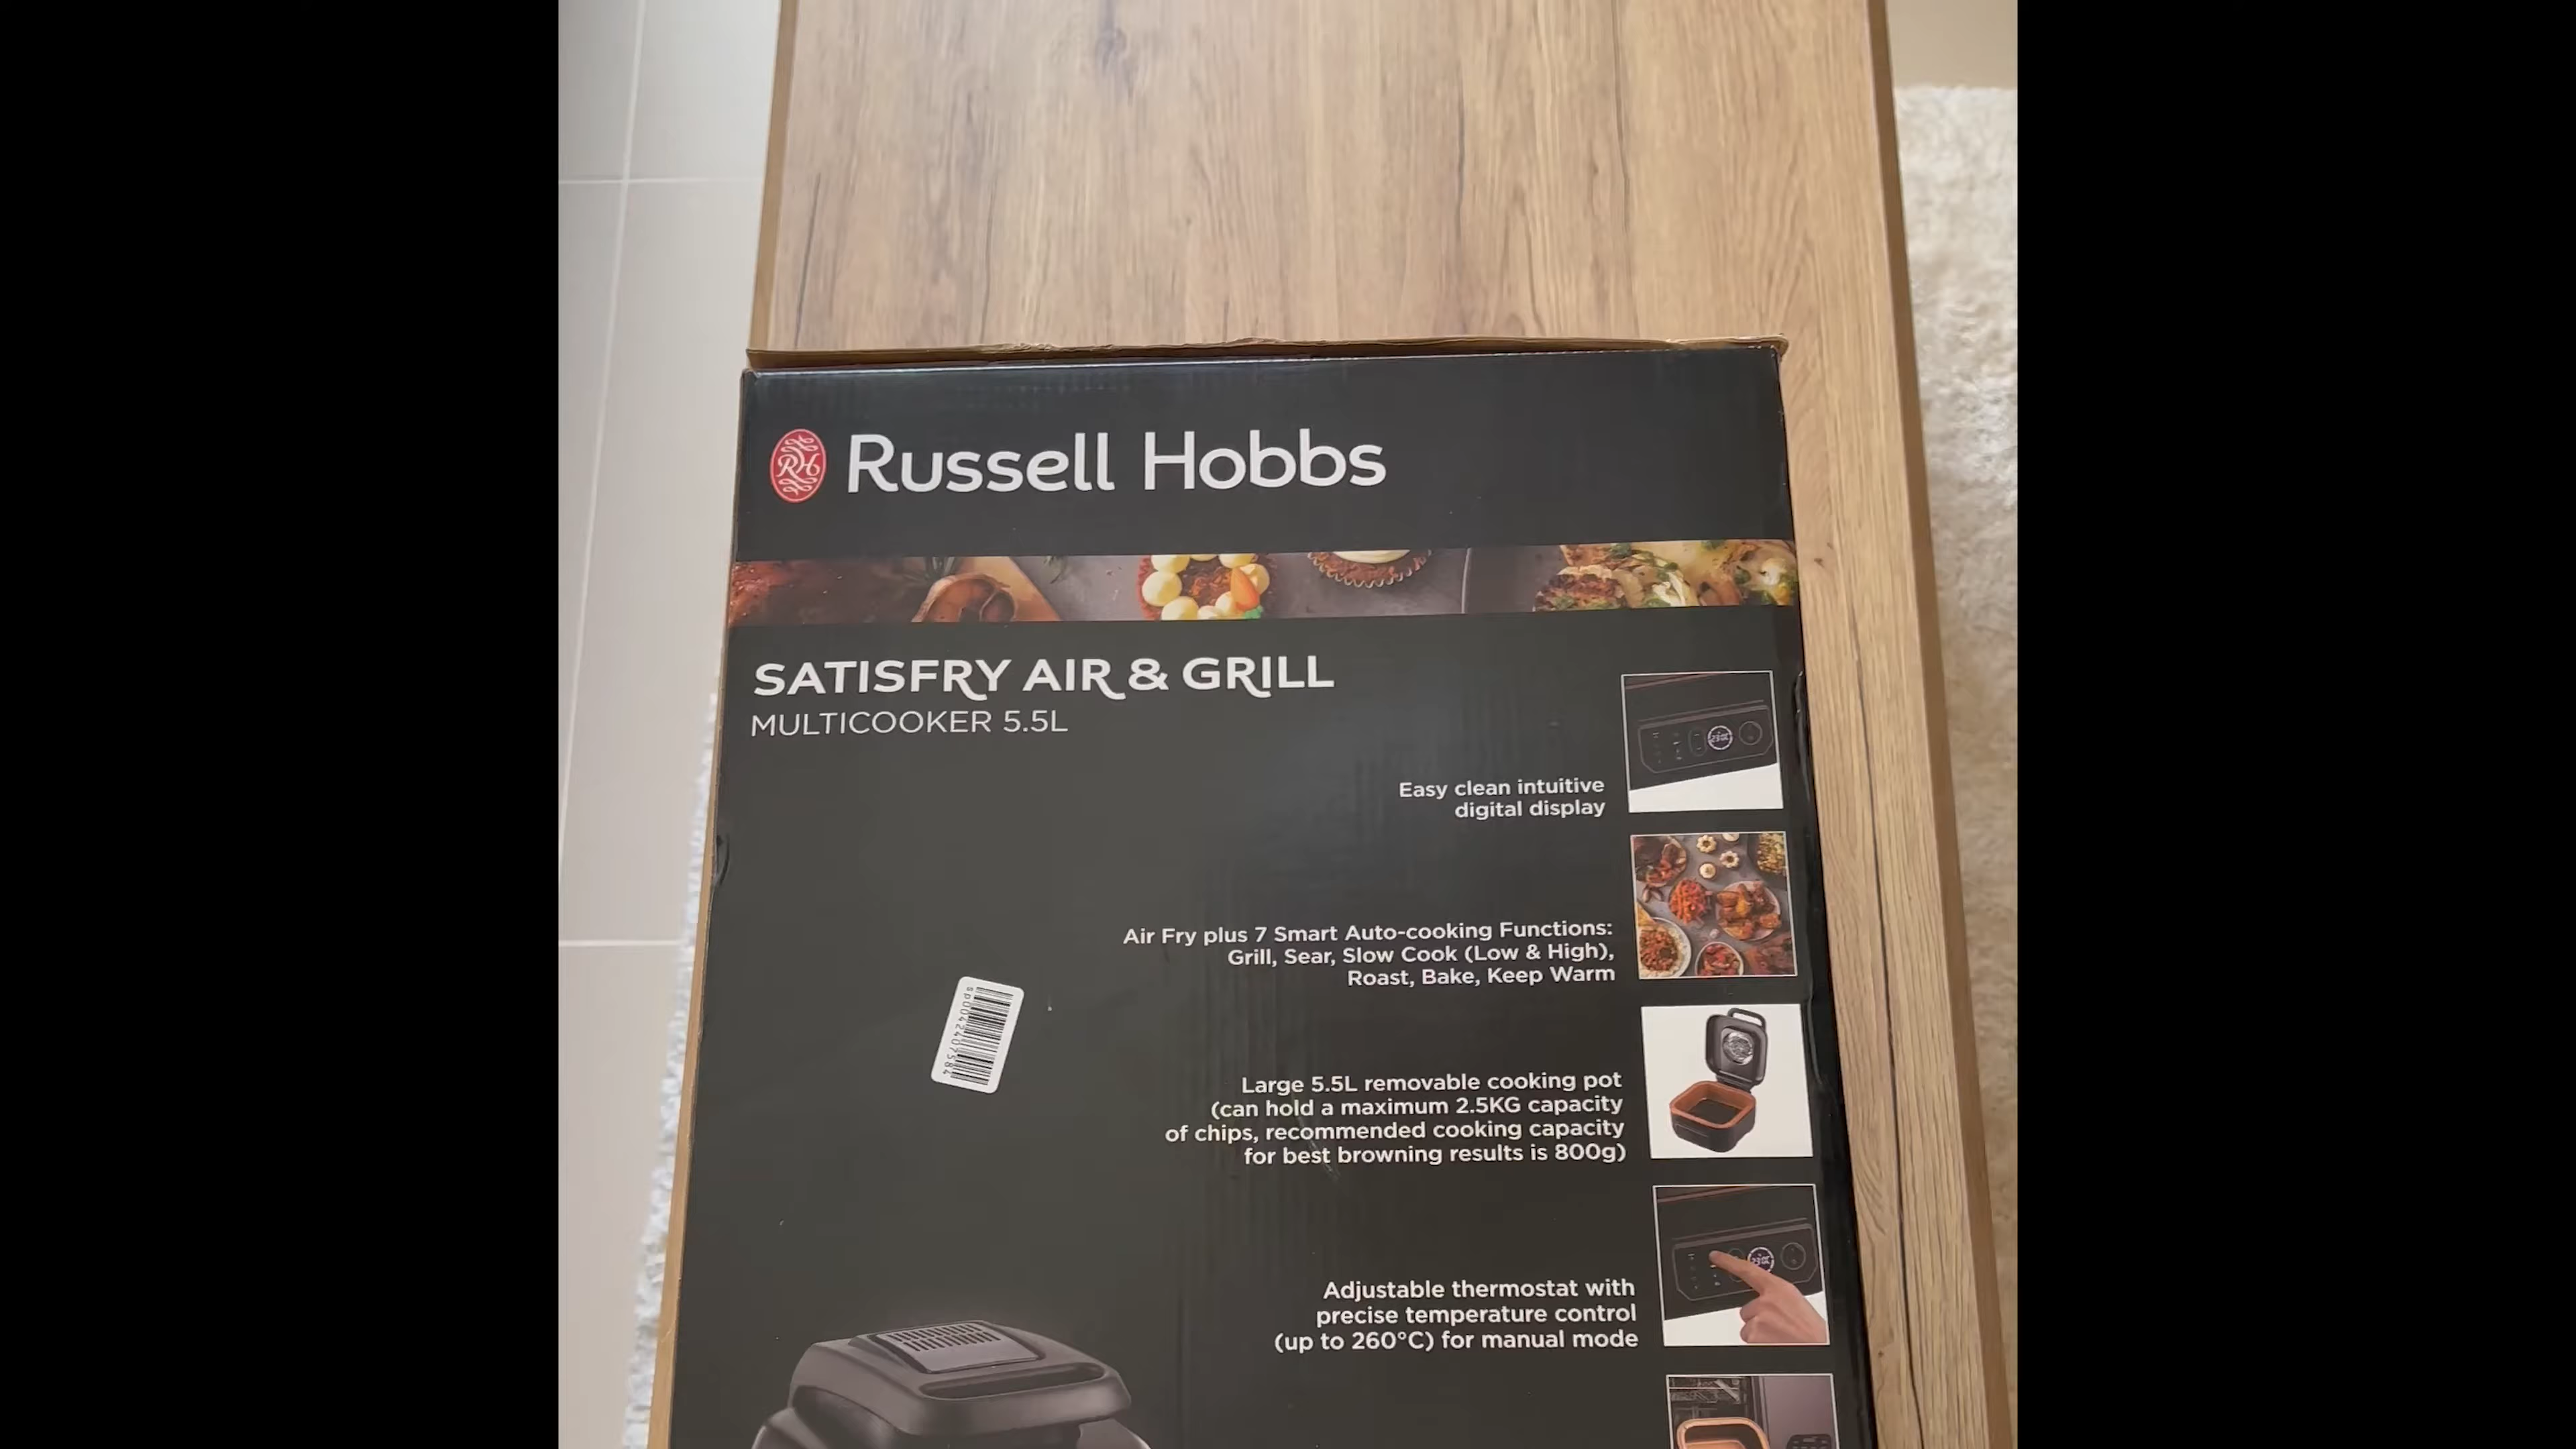 Russell Hobbs
SATISFRY AIR & GRILL
MULTICOOKER 5.5L
Easy clean intuitive
digital display
Air Fry plus 7 Smart Auto-cooking Functions:
Grill, Sear, Slow Cook (Low & High),
Roast, Bake, Keep Warm
sp0042407584
Large 5.5L removable cooking pot
(can hold a maximum 2.5KG capacity
of chips, recommended cooking capacity
for best browning results is 800g)
Adjustable thermostat with
precise temperature control
(up to 260°C) for manual mode